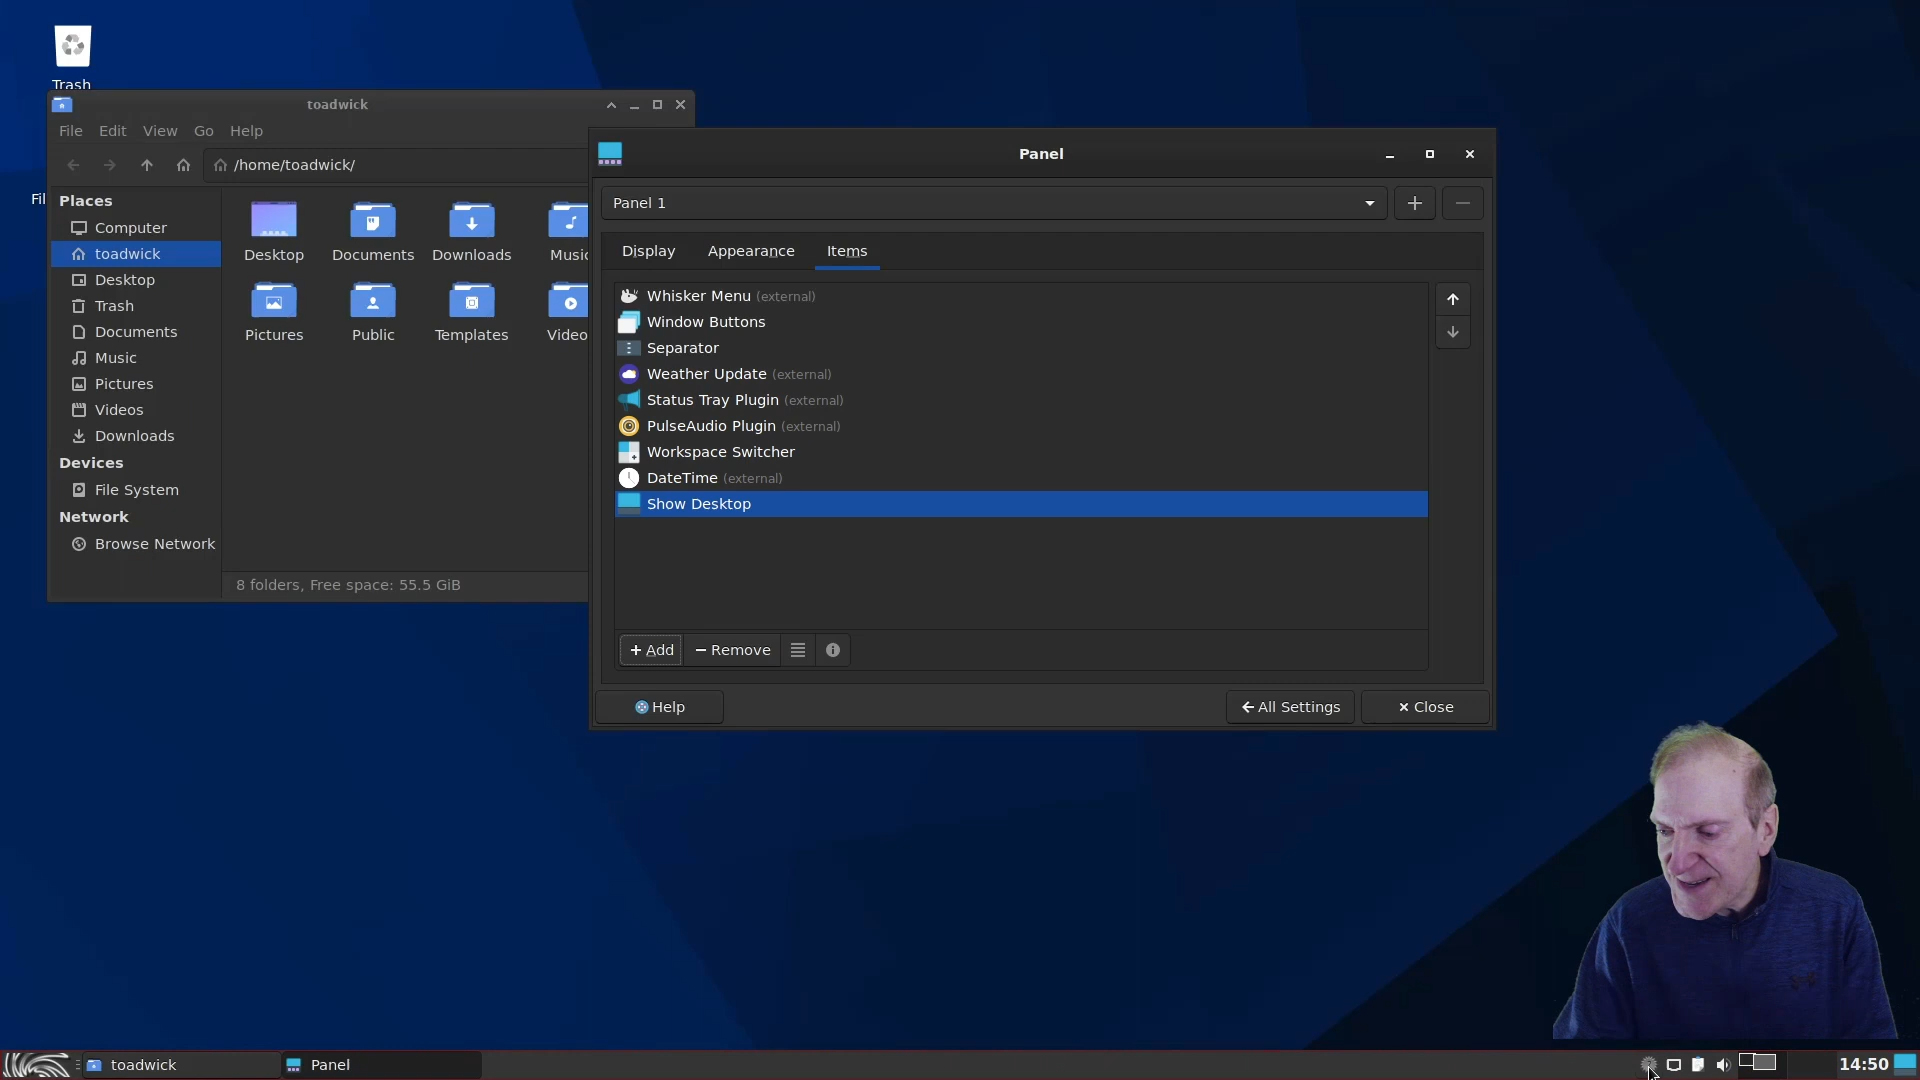 Trash
Fil
toadwick
File Edit View Go Help
/home/toadwick/
Places
Computer
toadwick
Desktop
Trash
Documents
Music
Pictures
Videos
Downloads
Devices
File System
Network
Browse Network
Desktop Documents Downloads Music
Pictures Public Templates Video
8 folders, Free space: 55.5 GiB
Panel
Panel 1
Display Appearance Items
Whisker Menu (external)
Window Buttons
Separator
Weather Update (external)
Status Tray Plugin (external)
PulseAudio Plugin (external)
Workspace Switcher
DateTime (external)
Show Desktop
Add Remove
Help All Settings Close
toadwick Panel 14:50